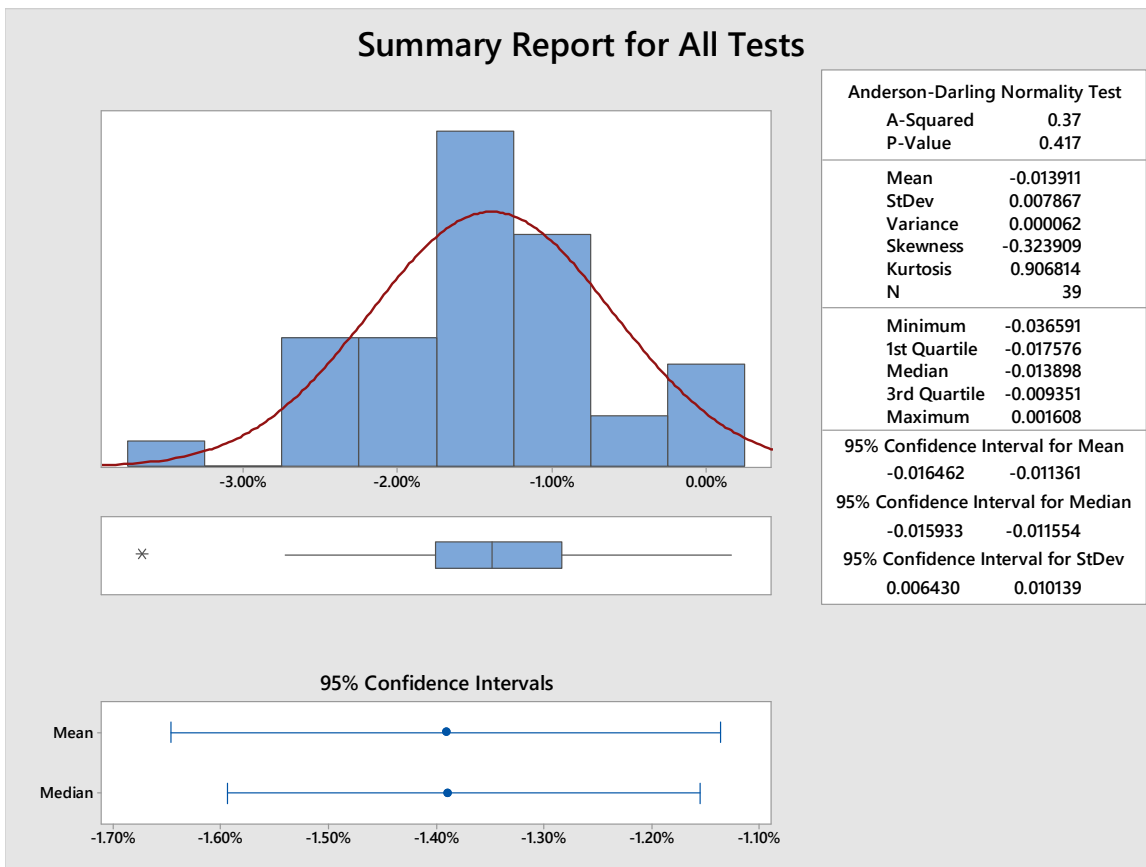 Summary Report for All Tests
-3.00% -2.00% -1.00% 0.00%
Anderson-Darling Normality Test
A-Squared 0.37
P-Value 0.417
Mean -0.013911
StDev 0.007867
Variance 0.000062
Skewness -0.323909
Kurtosis 0.906814
N 39
Minimum -0.036591
1st Quartile -0.017576
Median -0.013898
3rd Quartile -0.009351
Maximum 0.001608
95% Confidence Interval for Mean
-0.016462 -0.011361
95% Confidence Interval for Median
-0.015933 -0.011554
95% Confidence Interval for StDev
0.006430 0.010139
95% Confidence Intervals
Mean
Median
-1.70% -1.60% -1.50% -1.40% -1.30% -1.20% -1.10%